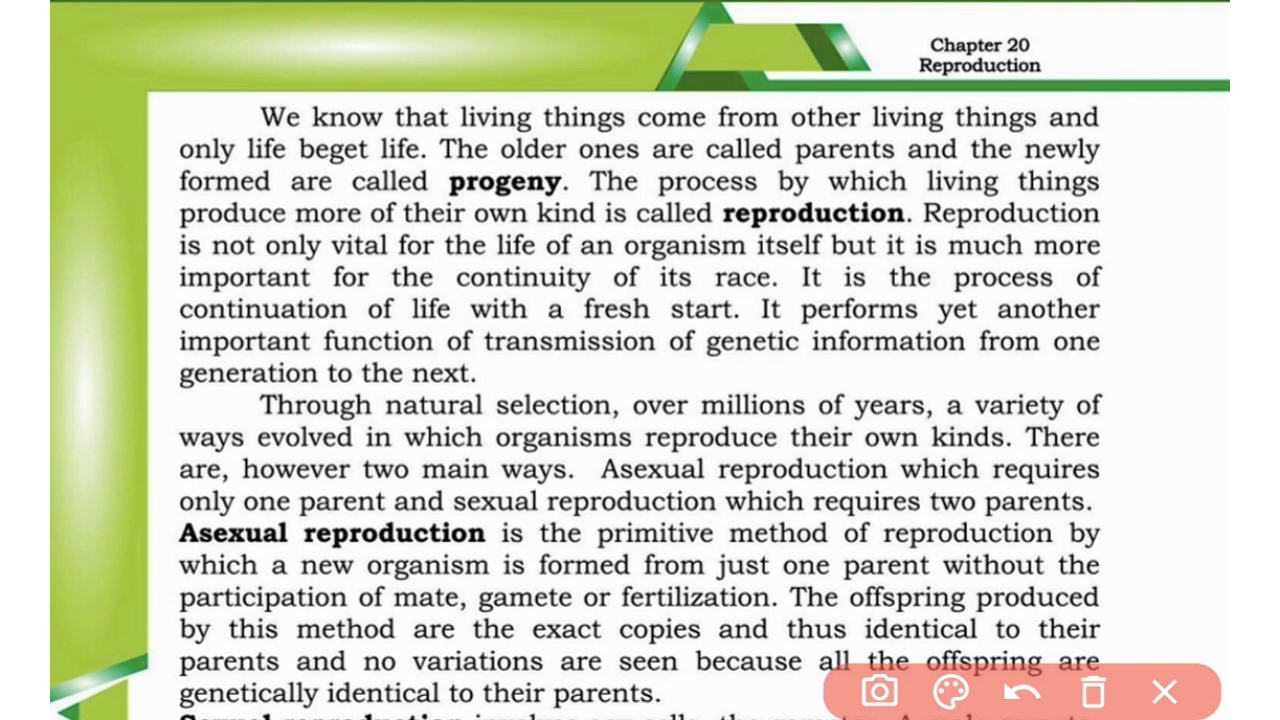 Chapter 20
Reproduction
We know that living things come from other living things and
only life beget life. The older ones are called parents and the newly
formed are called progeny. The process by which living things
produce more of their own kind is called reproduction. Reproduction
is not only vital for the life of an organism itself but it is much more
important for the continuity of its race. It is the process of
continuation of life with a fresh start. It performs yet another
important function of transmission of genetic information from one
generation to the next.
Through natural selection, over millions of years, a variety of
ways evolved in which organisms reproduce their own kinds. There
are, however two main ways. Asexual reproduction which requires
only one parent and sexual reproduction which requires two parents.
Asexual reproduction is the primitive method of reproduction by
which a new organism is formed from just one parent without the
participation of mate, gamete or fertilization. The offspring produced
by this method are the exact copies and thus identical to their
parents and no variations are seen because all the offspring are
genetically identical to their parents.
Sexual reproduction involves